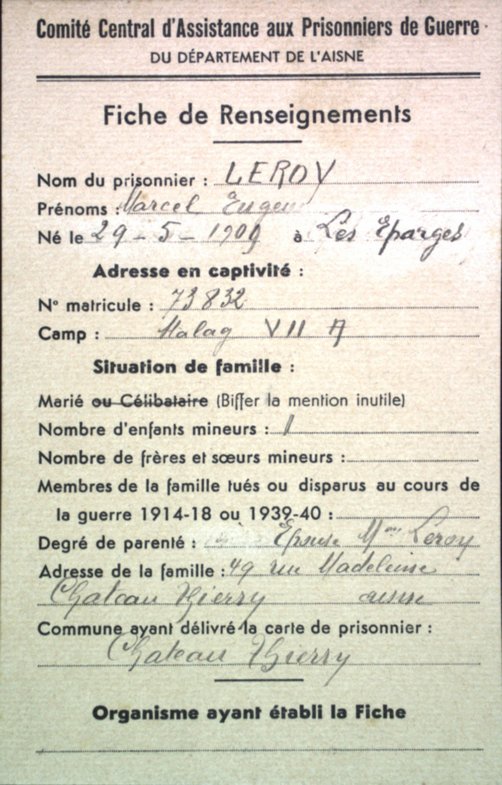 Comité Central d'Assistance aux Prisonniers de Guerre
DU DÉPARTEMENT DE L'AISNE
Fiche de Renseignements
Nom du prisonnier : LEROY
Prénoms : Marcel Eugene
Né le 29 - 5 - 1909 à Les Eparges
Adresse en captivité :
N° matricule : 73832
Camp : Stalag VII A
Situation de famille :
Marié ou Célibataire (Biffer la mention inutile)
Nombre d'enfants mineurs : 1
Nombre de frères et sœurs mineurs :
Membres de la famille tués ou disparus au cours de
la guerre 1914-18 ou 1939-40 :
Degré de parenté : Epouse Mme Leroy
Adresse de la famille : 49 rue Madeleine
Chateau Thierry aisne
Commune ayant délivré la carte de prisonnier :
Chateau Thierry
Organisme ayant établi la Fiche